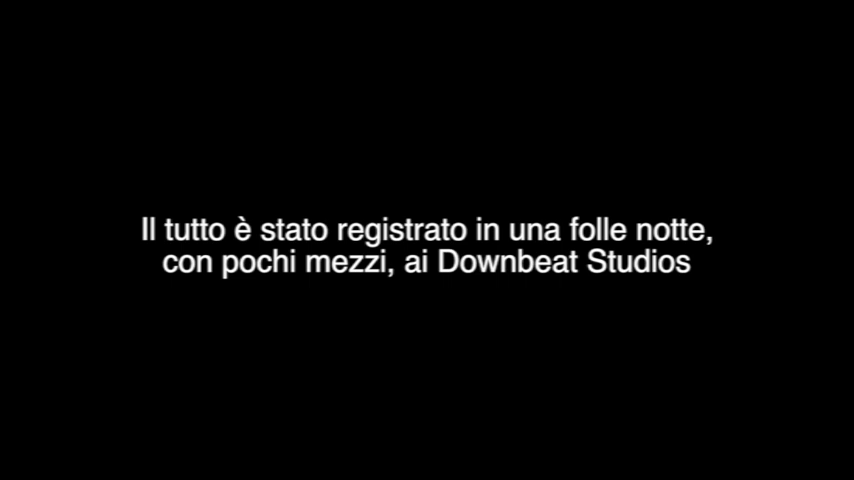 Il tutto è stato registrato in una folle notte,
con pochi mezzi, ai Downbeat Studios